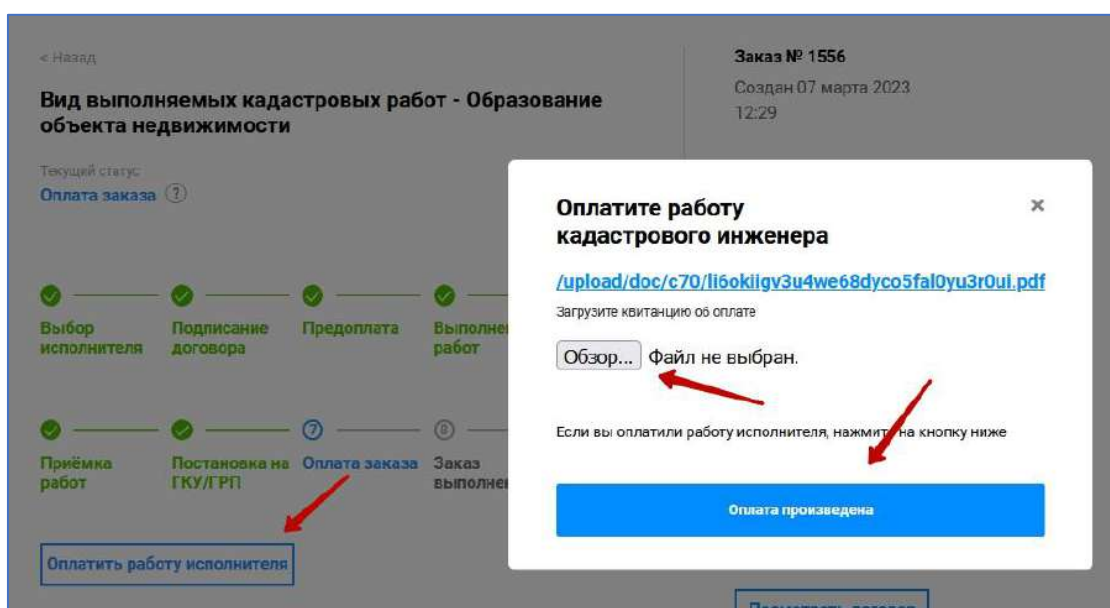 < Назад
Вид выполняемых кадастровых работ - Образование
объекта недвижимости
Текущий статус
Оплата заказа ?
Заказ № 1556
Создан 07 марта 2023
12:29
Выбор
исполнителя
Подписание
договора
Предоплата
работ
Приёмка
работ
Постановка на
ГКУ/ГРП
7
Оплата заказа
8
Заказ
Оплатить работу исполнителя
Оплатите работу
кадастрового инженера
×
/upload/doc/c70/li6okiigv3u4we68dyco5fal0yu3r0ui.pdf
Загрузите квитанцию об оплате
Обзор... Файл не выбран.
Если вы оплатили работу исполнителя, нажмите на кнопку ниже
Оплата произведена